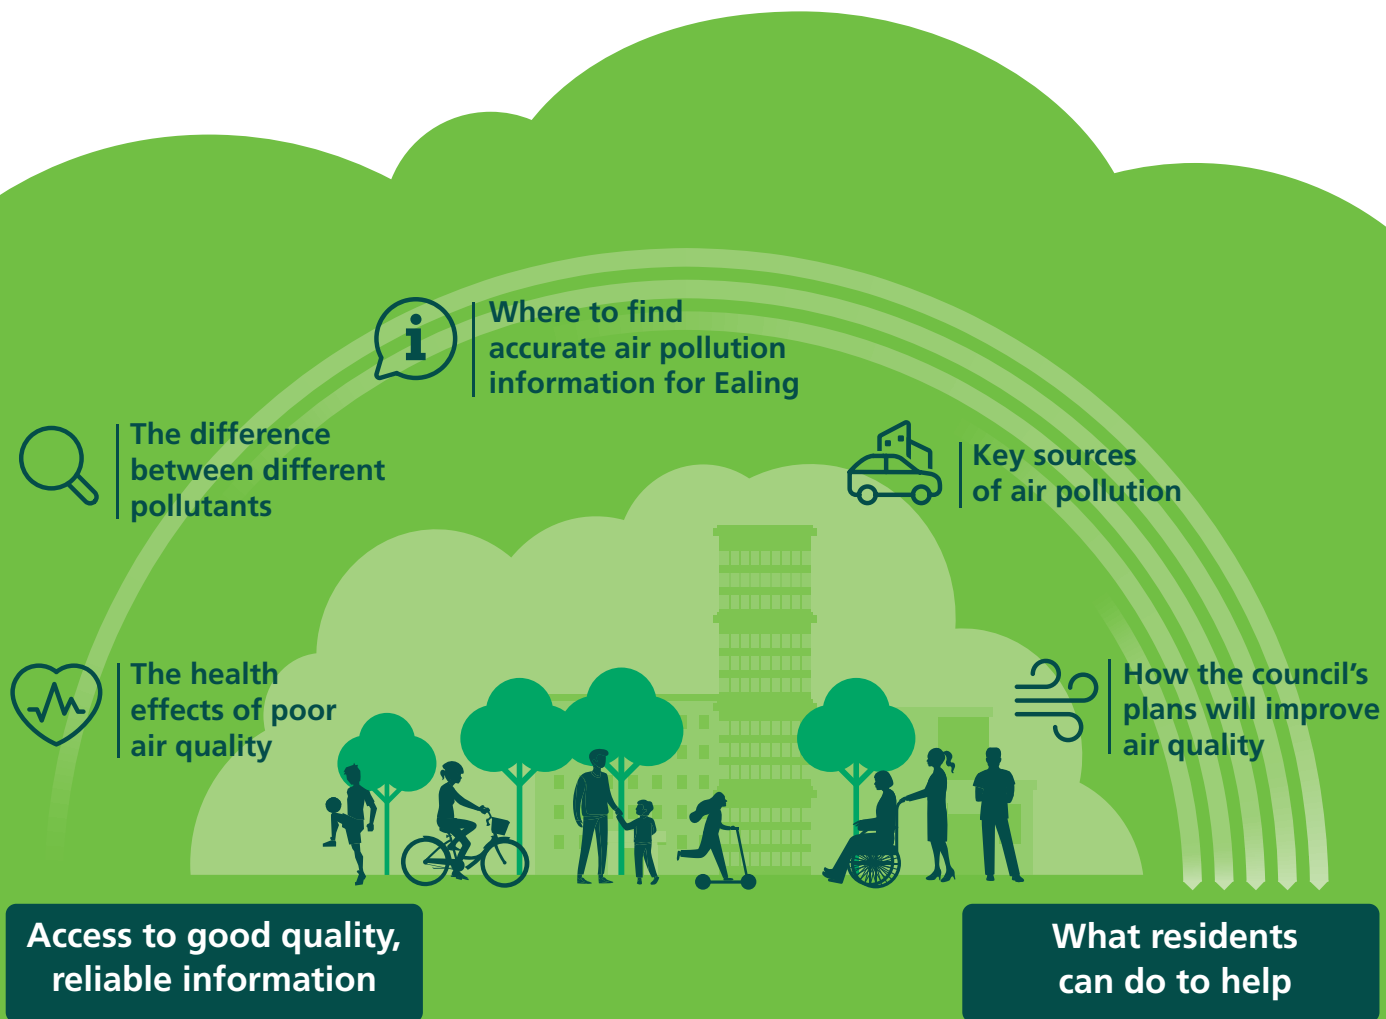 Where to find
accurate air pollution
information for Ealing
The difference
between different
pollutants
Key sources
of air pollution
The health
effects of poor
air quality
How the council’s
plans will improve
air quality
Access to good quality,
reliable information
What residents
can do to help